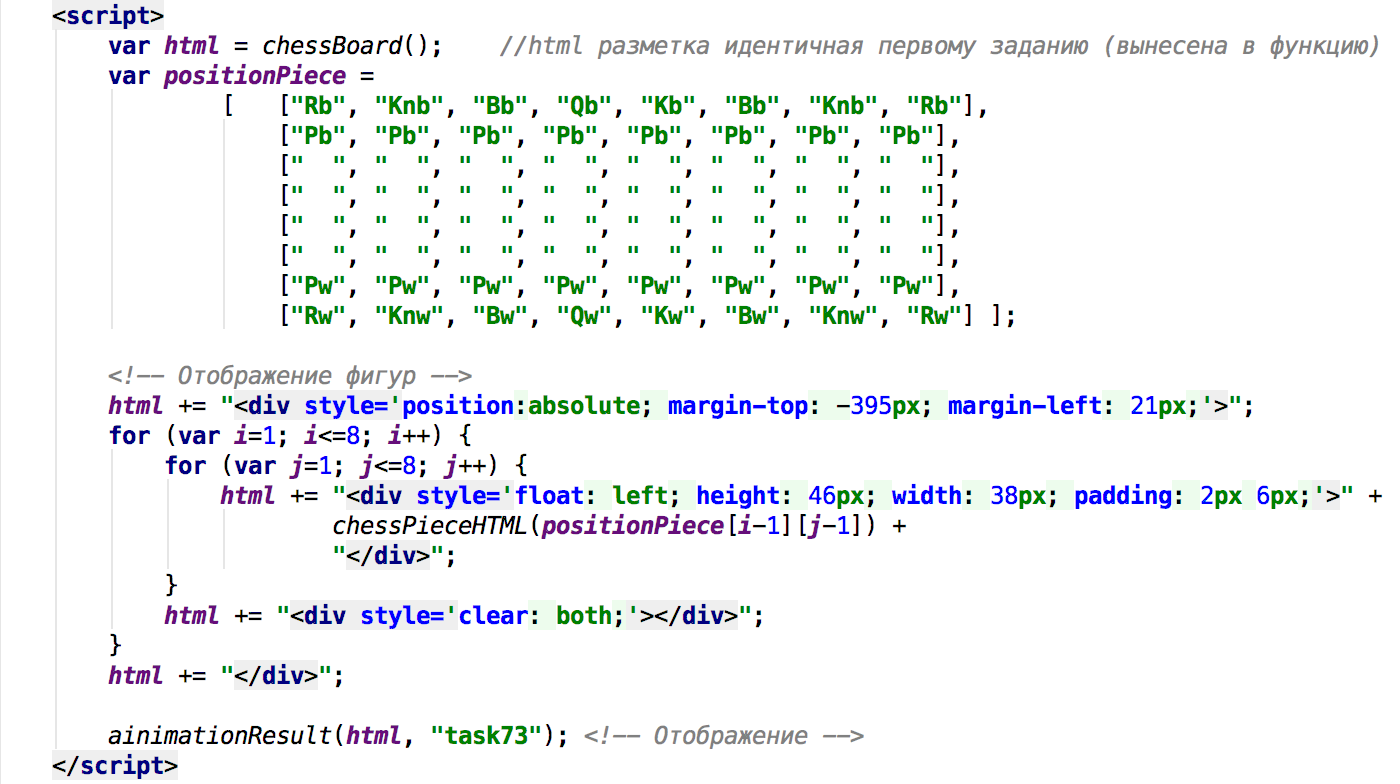 <script>
var html = chessBoard(); //html разметка идентичная первому заданию (вынесена в функцию)
var positionPiece =
[ ["Rb", "Knb", "Bb", "Qb", "Kb", "Bb", "Knb", "Rb"],
["Pb", "Pb", "Pb", "Pb", "Pb", "Pb", "Pb", "Pb"],
["  ", "  ", "  ", "  ", "  ", "  ", "  ", "  "],
["  ", "  ", "  ", "  ", "  ", "  ", "  ", "  "],
["  ", "  ", "  ", "  ", "  ", "  ", "  ", "  "],
["  ", "  ", "  ", "  ", "  ", "  ", "  ", "  "],
["Pw", "Pw", "Pw", "Pw", "Pw", "Pw", "Pw", "Pw"],
["Rw", "Knw", "Bw", "Qw", "Kw", "Bw", "Knw", "Rw"] ];
<!-- Отображение фигур -->
html += "<div style='position:absolute; margin-top: -395px; margin-left: 21px;'>";
for (var i=1; i<=8; i++) {
for (var j=1; j<=8; j++) {
html += "<div style='float: left; height: 46px; width: 38px; padding: 2px 6px;'>" +
chessPieceHTML(positionPiece[i-1][j-1]) +
"</div>";
}
html += "<div style='clear: both;'></div>";
}
html += "</div>";
ainimationResult(html, "task73"); <!-- Отображение -->
</script>